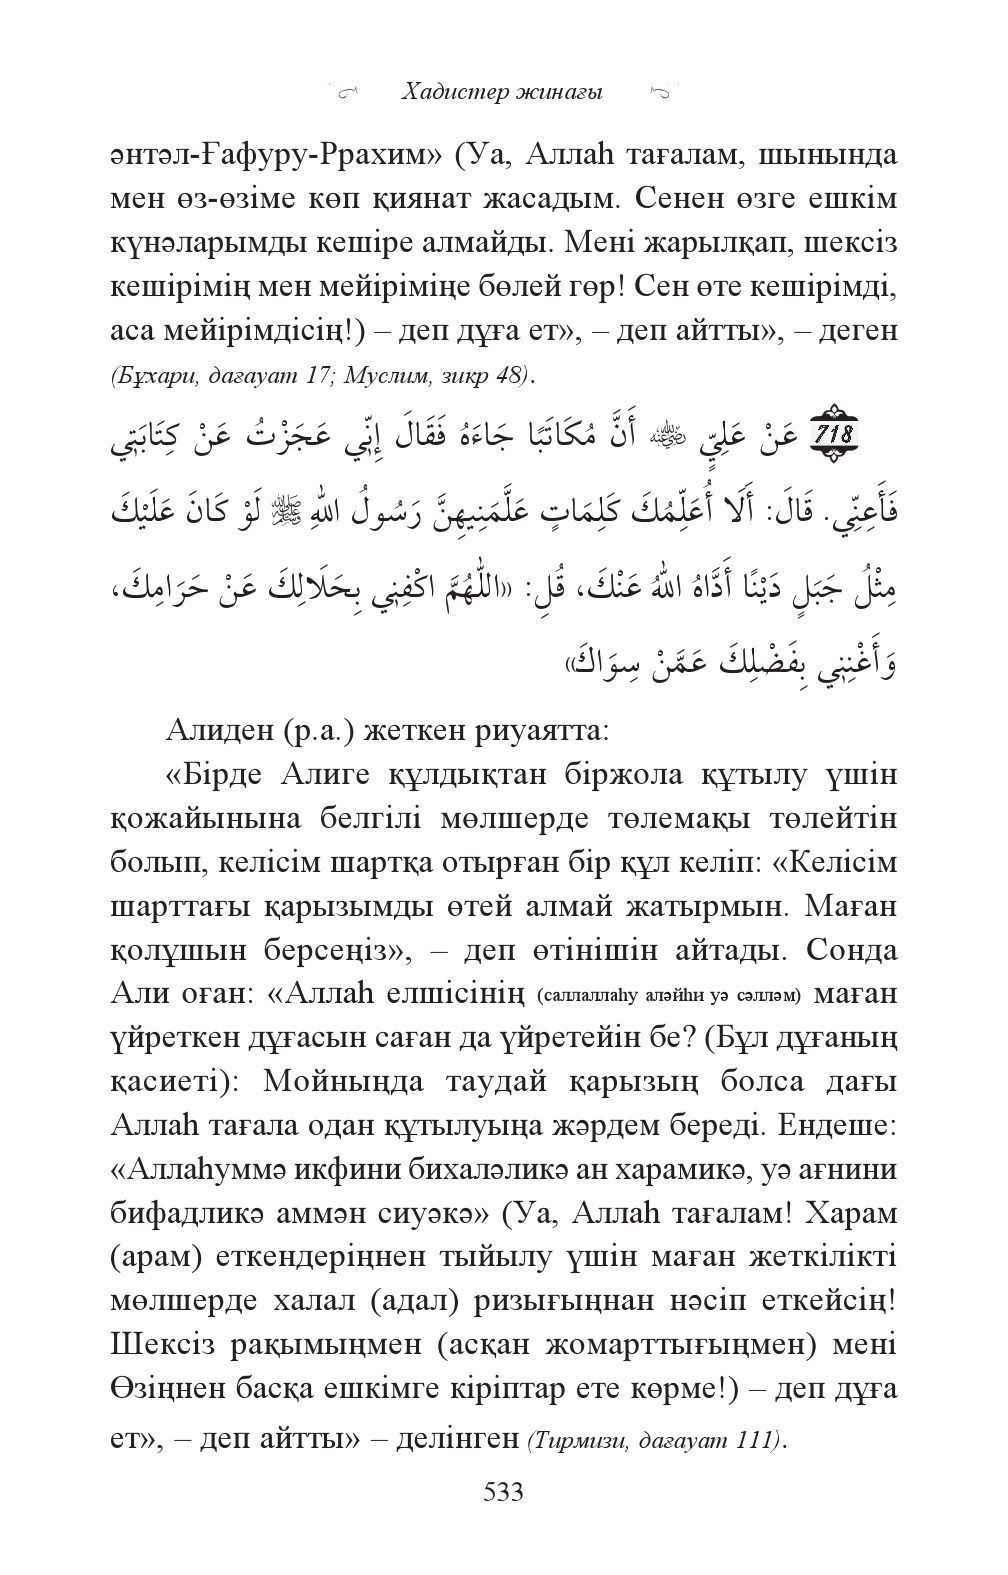 Хадистер жинағы
әнтәл-Ғафуру-Ррахим» (Уа, Аллаһ тағалам, шынында
мен өз-өзіме көп қиянат жасадым. Сенен өзге ешкім
күнәларымды кешіре алмайды. Мені жарылқап, шексіз
кешірімің мен мейіріміңе бөлей гөр! Сен өте кешірімді,
аса мейірімдісің!) – деп дұға ет», – деп айтты», – деген
(Бұхари, дағауат 17; Муслим, зикр 48).
718 عَنْ عَلِيٍّ ﷺ أَنَّ مُكَاتَبًا جَاءَهُ فَقَالَ إِنِّي عَجَزْتُ عَنْ كِتَابَتِي
فَأَعِنِّي. قَالَ: أَلَا أُعَلِّمُكَ كَلِمَاتٍ عَلَّمَنِيهِنَّ رَسُولُ اللهِ ﷺ لَوْ كَانَ عَلَيْكَ
مِثْلُ جَبَلٍ دَيْنًا أَدَّاهُ اللهُ عَنْكَ، قُلِ: «اللَّهُمَّ اكْفِنِي بِحَلَالِكَ عَنْ حَرَامِكَ،
وَأَغْنِنِي بِفَضْلِكَ عَمَّنْ سِوَاكَ»
Алиден (р.а.) жеткен риуаятта:
«Бірде Алиге құлдықтан біржола құтылу үшін
қожайынына белгілі мөлшерде төлемақы төлейтін
болып, келісім шартқа отырған бір құл келіп: «Келісім
шарттағы қарызымды өтей алмай жатырмын. Маған
қолұшын берсеңіз», – деп өтінішін айтады. Сонда
Али оған: «Аллаһ елшісінің (саллаллаһу аләйһи уә сәлләм) маған
үйреткен дұғасын саған да үйретейін бе? (Бұл дұғаның
қасиеті): Мойныңда таудай қарызың болса дағы
Аллаһ тағала одан құтылуыңа жәрдем береді. Ендеше:
«Аллаһуммә икфини бихаләликә ан харамикә, уә ағнини
бифадликә аммән сиуәкә» (Уа, Аллаһ тағалам! Харам
(арам) еткендеріңнен тыйылу үшін маған жеткілікті
мөлшерде халал (адал) ризығыңнан нәсіп еткейсің!
Шексіз рақымыңмен (асқан жомарттығыңмен) мені
Өзіңнен басқа ешкімге кіріптар ете көрме!) – деп дұға
ет», – деп айтты» – делінген (Тирмизи, дағауат 111).
533